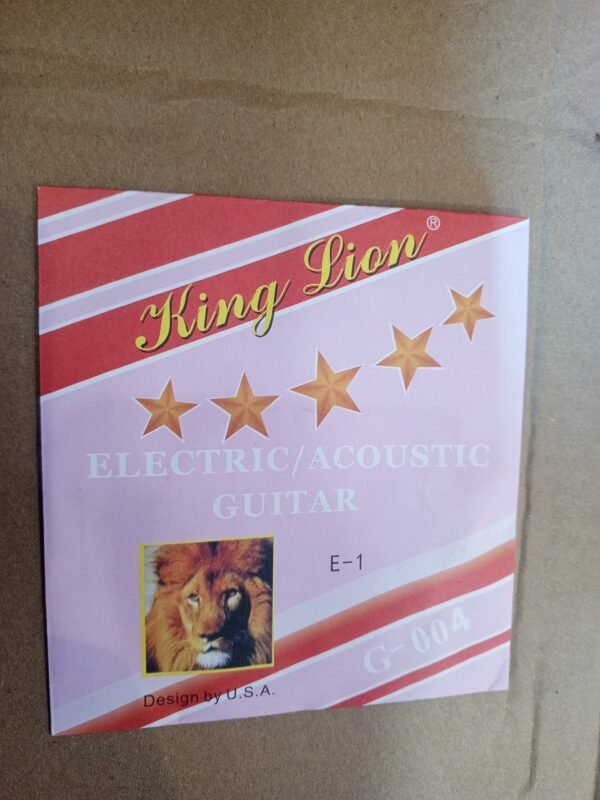 King Lion®
ELECTRIC/ACOUSTIC
GUITAR
E-1
G-004
Design by U.S.A.